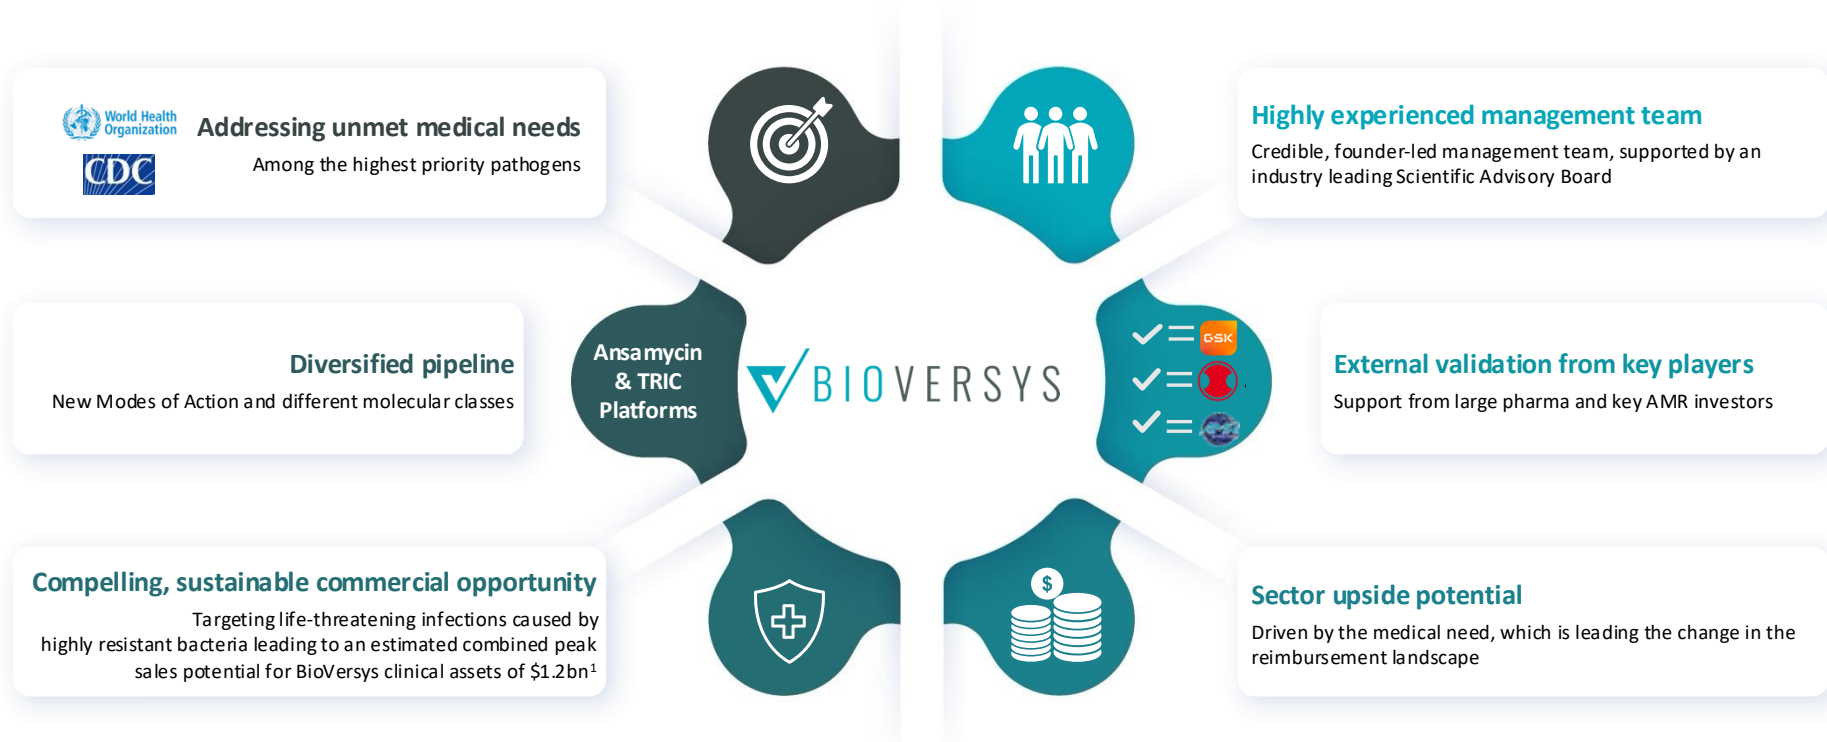 World Health
Organization
CDC
Addressing unmet medical needs
Among the highest priority pathogens
Highly experienced management team
Credible, founder-led management team, supported by an
industry leading Scientific Advisory Board
Diversified pipeline
New Modes of Action and different molecular classes
Ansamycin
& TRIC
Platforms
BIOVERSYS
GSK
External validation from key players
Support from large pharma and key AMR investors
Compelling, sustainable commercial opportunity
Targeting life-threatening infections caused by
highly resistant bacteria leading to an estimated combined peak
sales potential for BioVersys clinical assets of $1.2bn¹
$
Sector upside potential
Driven by the medical need, which is leading the change in the
reimbursement landscape